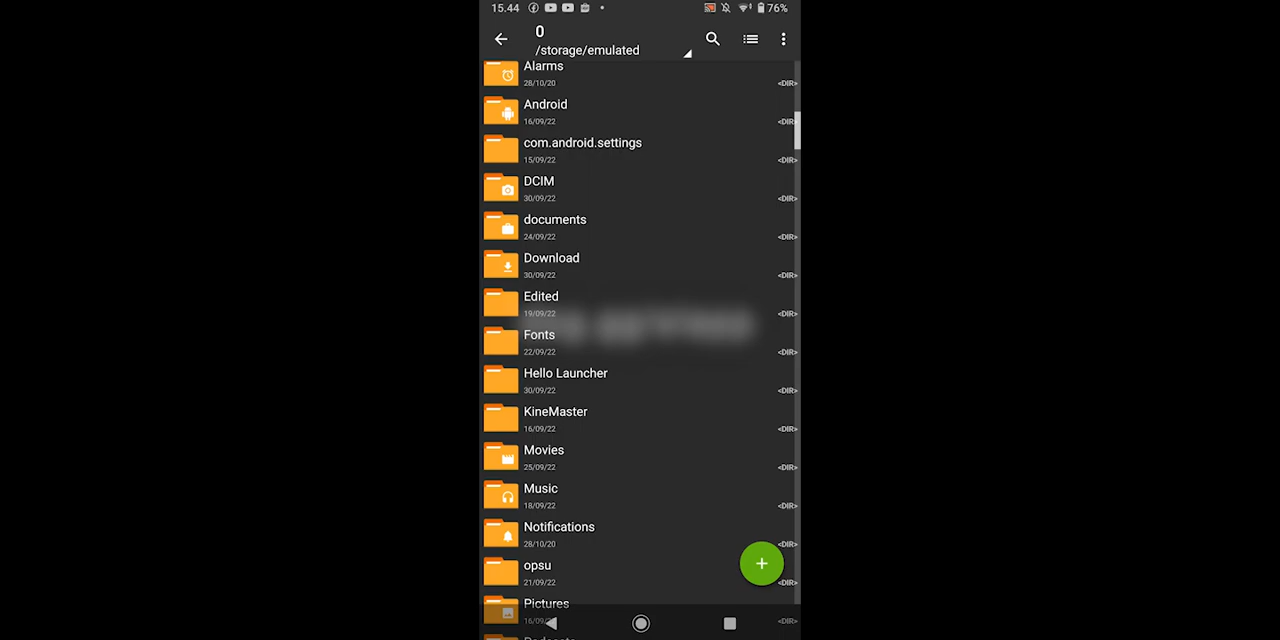 15.44
76%
0
/storage/emulated
Alarms
28/10/20
<DIR>
Android
16/09/22
<DIR>
com.android.settings
15/09/22
<DIR>
DCIM
30/09/22
<DIR>
documents
24/09/22
<DIR>
Download
30/09/22
<DIR>
Edited
19/09/22
<DIR>
Fonts
22/09/22
<DIR>
Hello Launcher
30/09/22
<DIR>
KineMaster
16/09/22
<DIR>
Movies
25/09/22
<DIR>
Music
18/09/22
<DIR>
Notifications
28/10/20
<DIR>
opsu
21/09/22
<DIR>
Pictures
<DIR>